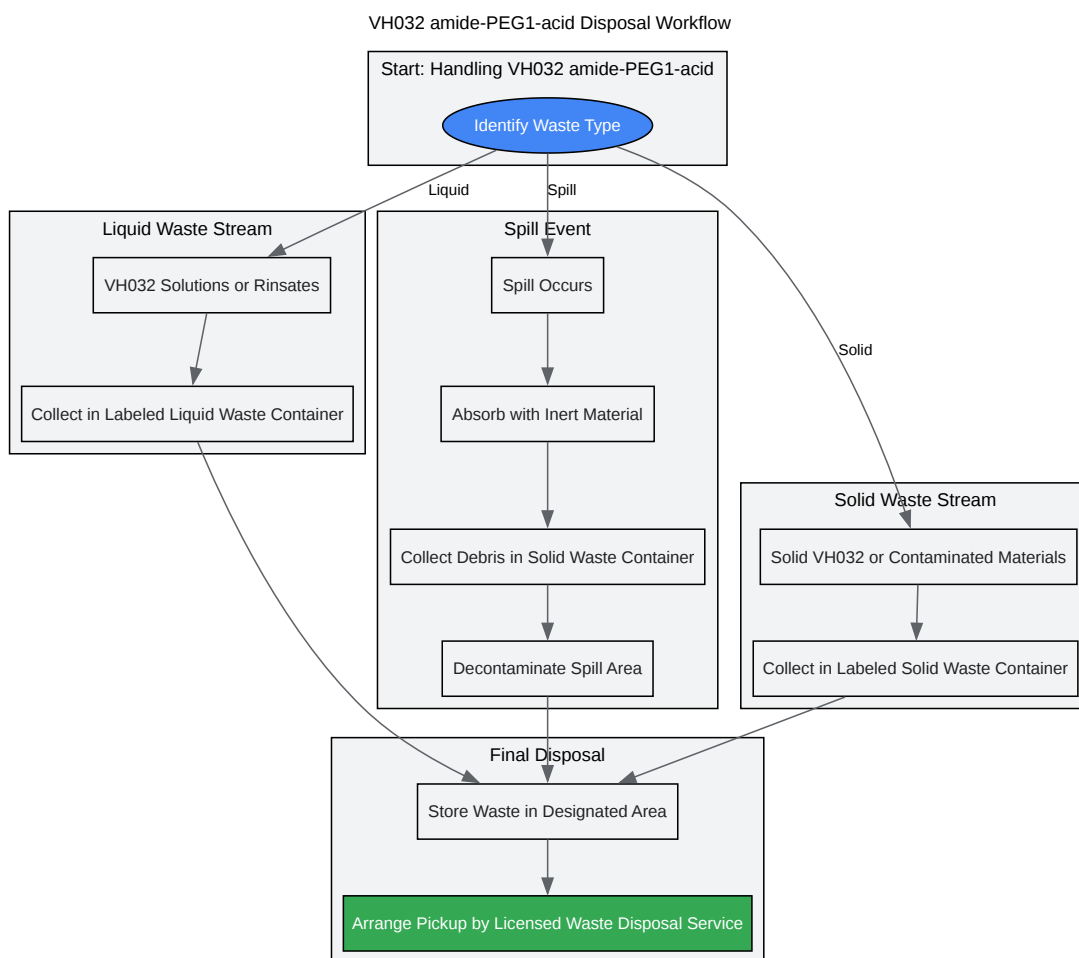 VH032 amide-PEG1-acid Disposal Workflow
Start: Handling VH032 amide-PEG1-acid
Identify Waste Type
Liquid
Spill
Solid
Liquid Waste Stream
VH032 Solutions or Rinsates
Collect in Labeled Liquid Waste Container
Spill Event
Spill Occurs
Absorb with Inert Material
Collect Debris in Solid Waste Container
Decontaminate Spill Area
Solid Waste Stream
Solid VH032 or Contaminated Materials
Collect in Labeled Solid Waste Container
Final Disposal
Store Waste in Designated Area
Arrange Pickup by Licensed Waste Disposal Service